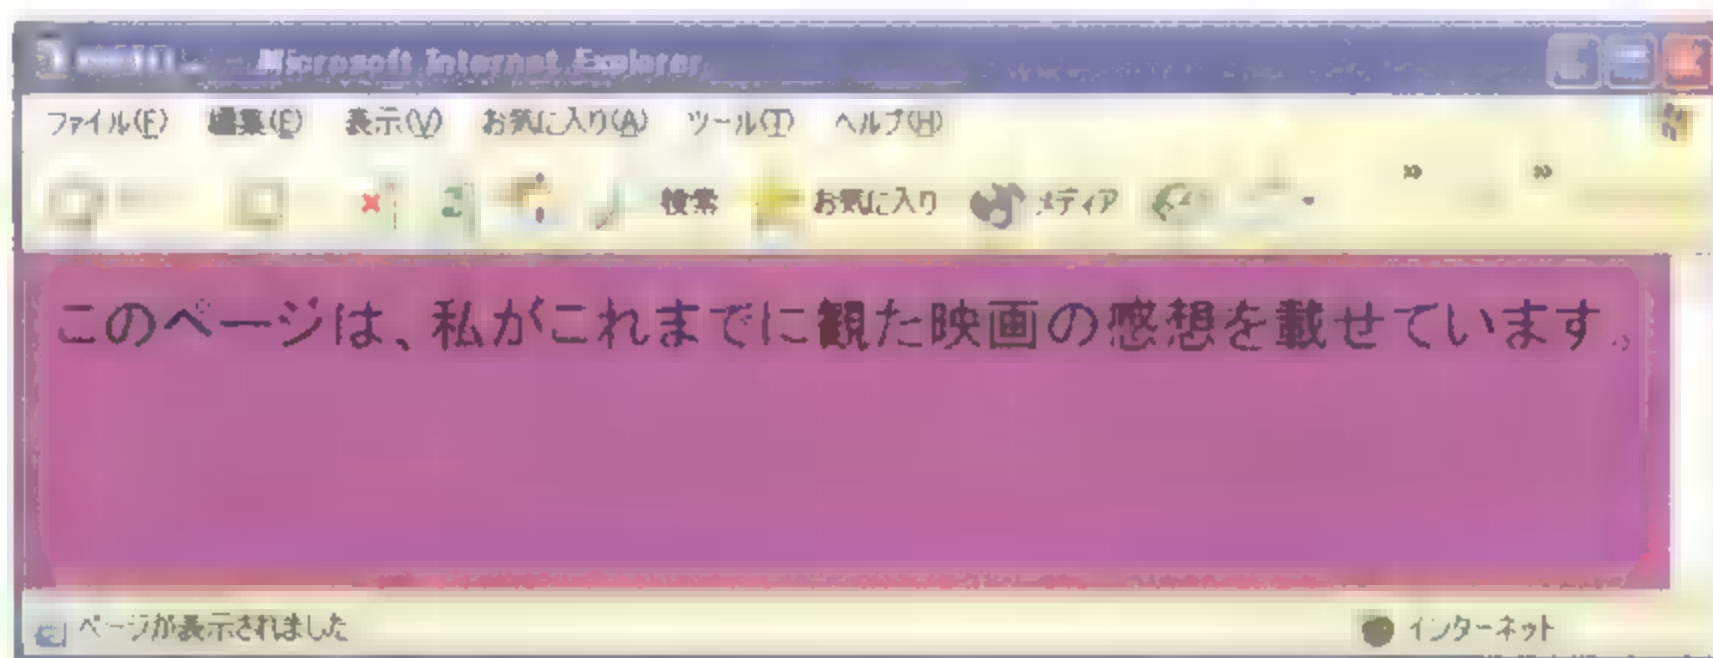 Microsoft Internet Explorer
ファイル(F) 編集(E) 表示(V) お気に入り(A) ツール(T) ヘルプ(H)
検索 お気に入り メディア » »
このページは、私がこれまでに観た映画の感想を載せています。
ページが表示されました インターネット